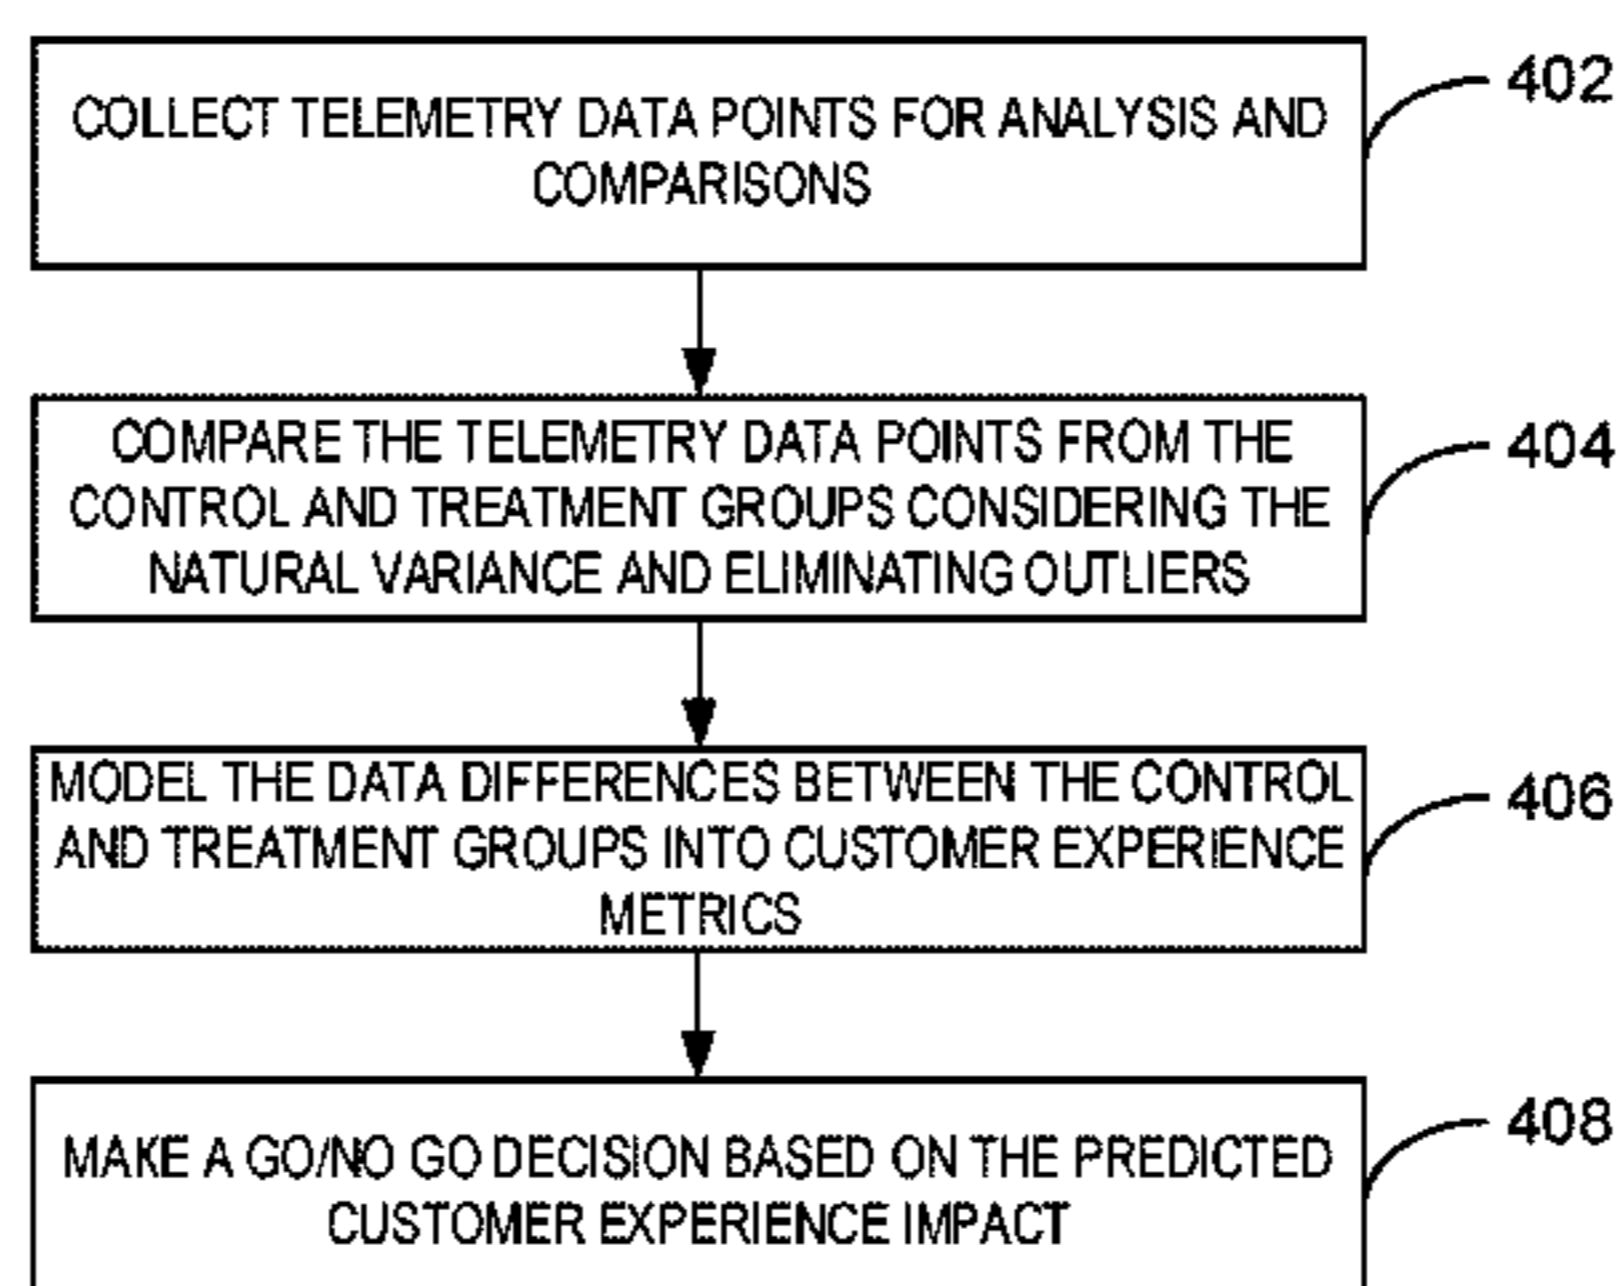 COLLECT TELEMETRY DATA POINTS FOR ANALYSIS AND
COMPARISONS
402
COMPARE THE TELEMETRY DATA POINTS FROM THE
CONTROL AND TREATMENT GROUPS CONSIDERING THE
NATURAL VARIANCE AND ELIMINATING OUTLIERS
404
MODEL THE DATA DIFFERENCES BETWEEN THE CONTROL
AND TREATMENT GROUPS INTO CUSTOMER EXPERIENCE
METRICS
406
MAKE A GO/NO GO DECISION BASED ON THE PREDICTED
CUSTOMER EXPERIENCE IMPACT
408